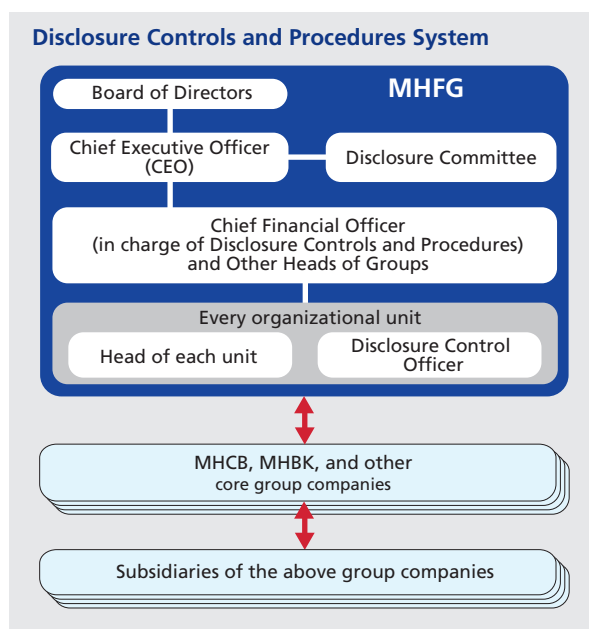 Disclosure Controls and Procedures System
MHFG
Board of Directors
Chief Executive Officer
(CEO)
Disclosure Committee
Chief Financial Officer
(in charge of Disclosure Controls and Procedures)
and Other Heads of Groups
Every organizational unit
Head of each unit
Disclosure Control
Officer
MHCB, MHBK, and other
core group companies
Subsidiaries of the above group companies